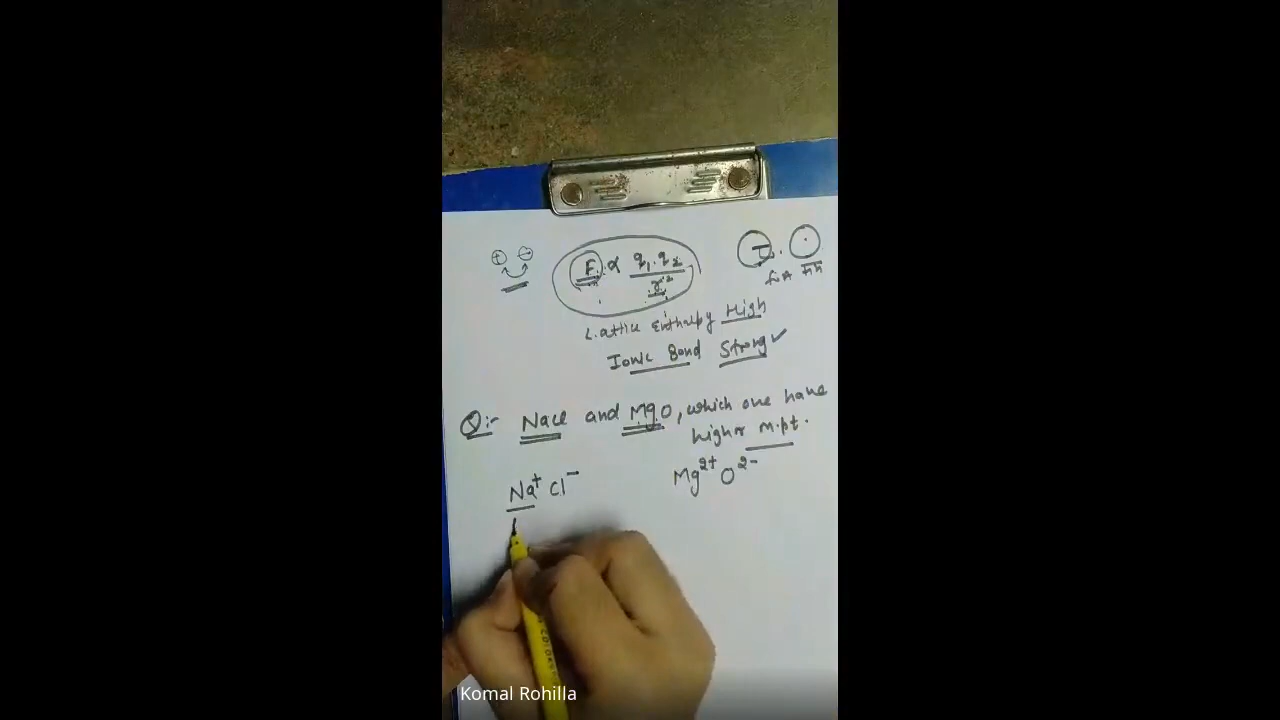 F ∝ q₁.q₂
r²
Lattice Enthalpy High
Ionic Bond Strong ✓
Q:- NaCl and MgO, which one have
higher m.pt.
Na⁺ Cl⁻ Mg²⁺ O²⁻
Komal Rohilla